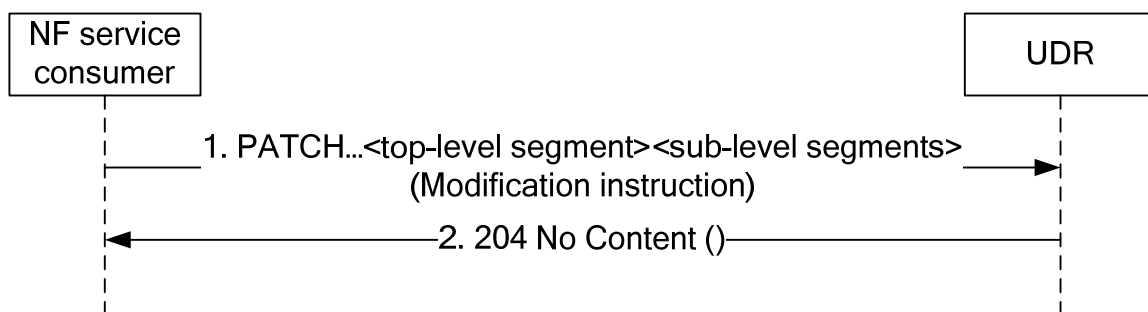 NF service
consumer
UDR
1. PATCH...<top-level segment><sub-level segments>
(Modification instruction)
2. 204 No Content ()